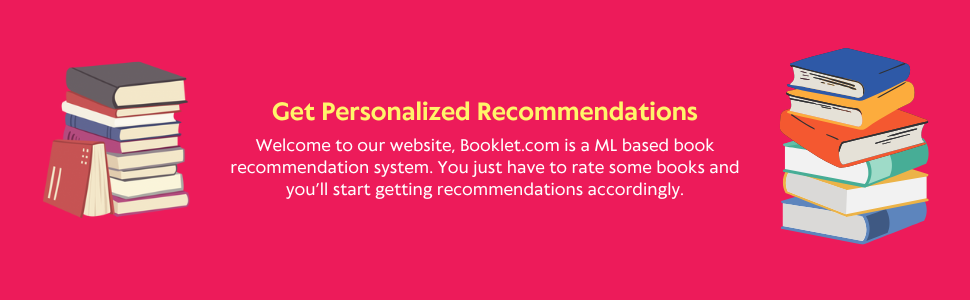 Get Personalized Recommendations
Welcome to our website, Booklet.com is a ML based book
recommendation system. You just have to rate some books and
you'll start getting recommendations accordingly.